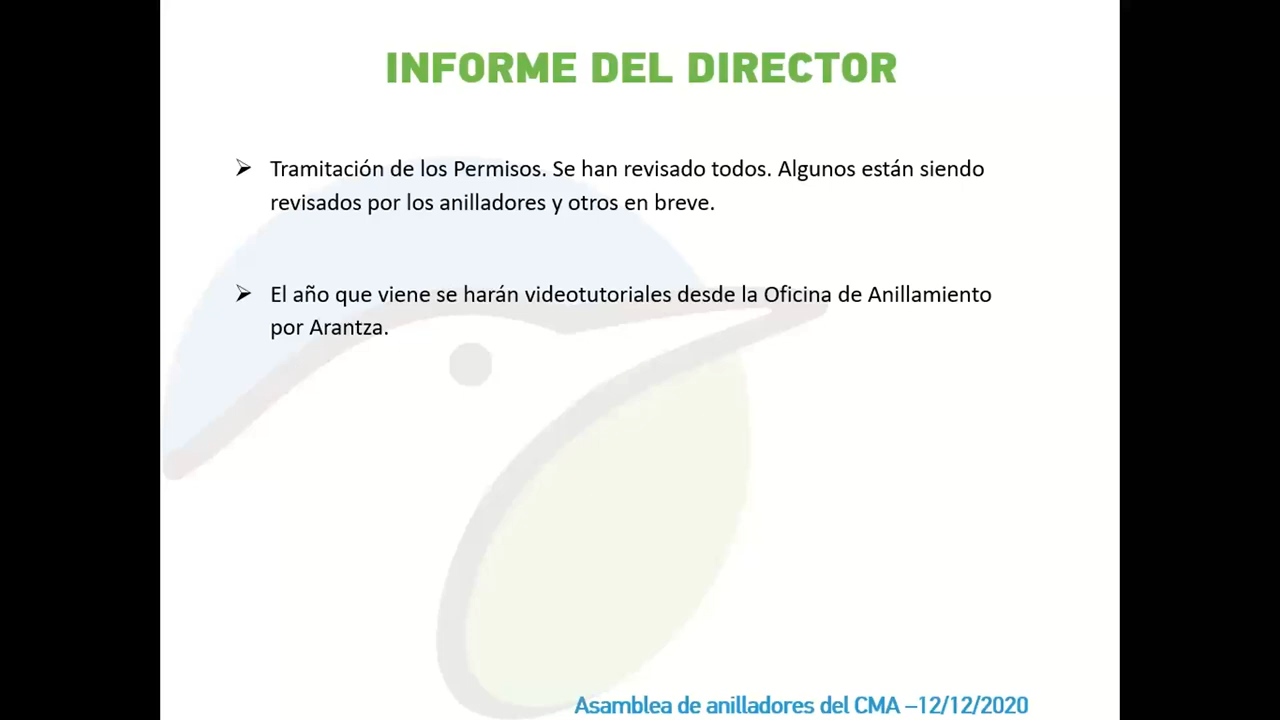 INFORME DEL DIRECTOR
Tramitación de los Permisos. Se han revisado todos. Algunos están siendo
revisados por los anilladores y otros en breve.
El año que viene se harán videotutoriales desde la Oficina de Anillamiento
por Arantza.
Asamblea de anilladores del CMA –12/12/2020